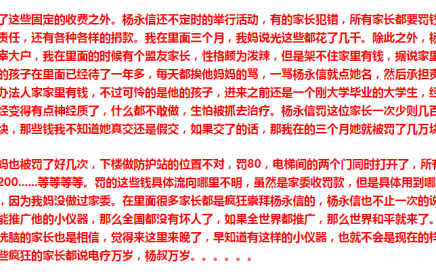 了这些固定的收费之外。杨永信还不定时的举行活动，有的家长犯错，所有家长都要罚钱
责任，还有各种各样的捐款。我在里面三个月，我妈说光这些都花了几千。除此之外，杨
宰大户，我在里面的时候有个盟友家长，性格颇为泼辣，但是架不住家里有钱，据说家里
的孩子在里面已经待了一年多，每天都挨他妈妈的骂，一骂杨永信就点她名，然后承担责
办法人家家里有钱，不过可怜的是他的孩子，进来之前还是一个刚大学毕业的大学生，经
经变得有点神经质了，什么都不敢做，生怕被抓去治疗。杨永信罚这位家长一次少则几百
块，那些钱我不知道她真交还是假交，如果交了的话，那我在的三个月她就被罚了几万块
妈也被罚了好几次，下楼做防护站的位置不对，罚80，电梯间的两个门同时打开了，所有
200......等等等等。罚的这些钱具体流向哪里不明，虽然是家委收罚款，但是具体用到哪
，因为我妈没做过家委。在里面很多家长都是疯狂崇拜杨永信的，杨永信也不止一次的说
能推广他的小仪器，那么全国都没有坏人了，如果全世界都推广，那么世界和平就来了。
洗脑的家长也是相信，觉得来这里来晚了，早知道有这样的小仪器，也就不会是现在的样
些疯狂的家长都说电疗万岁，杨叔万岁。。。。。。